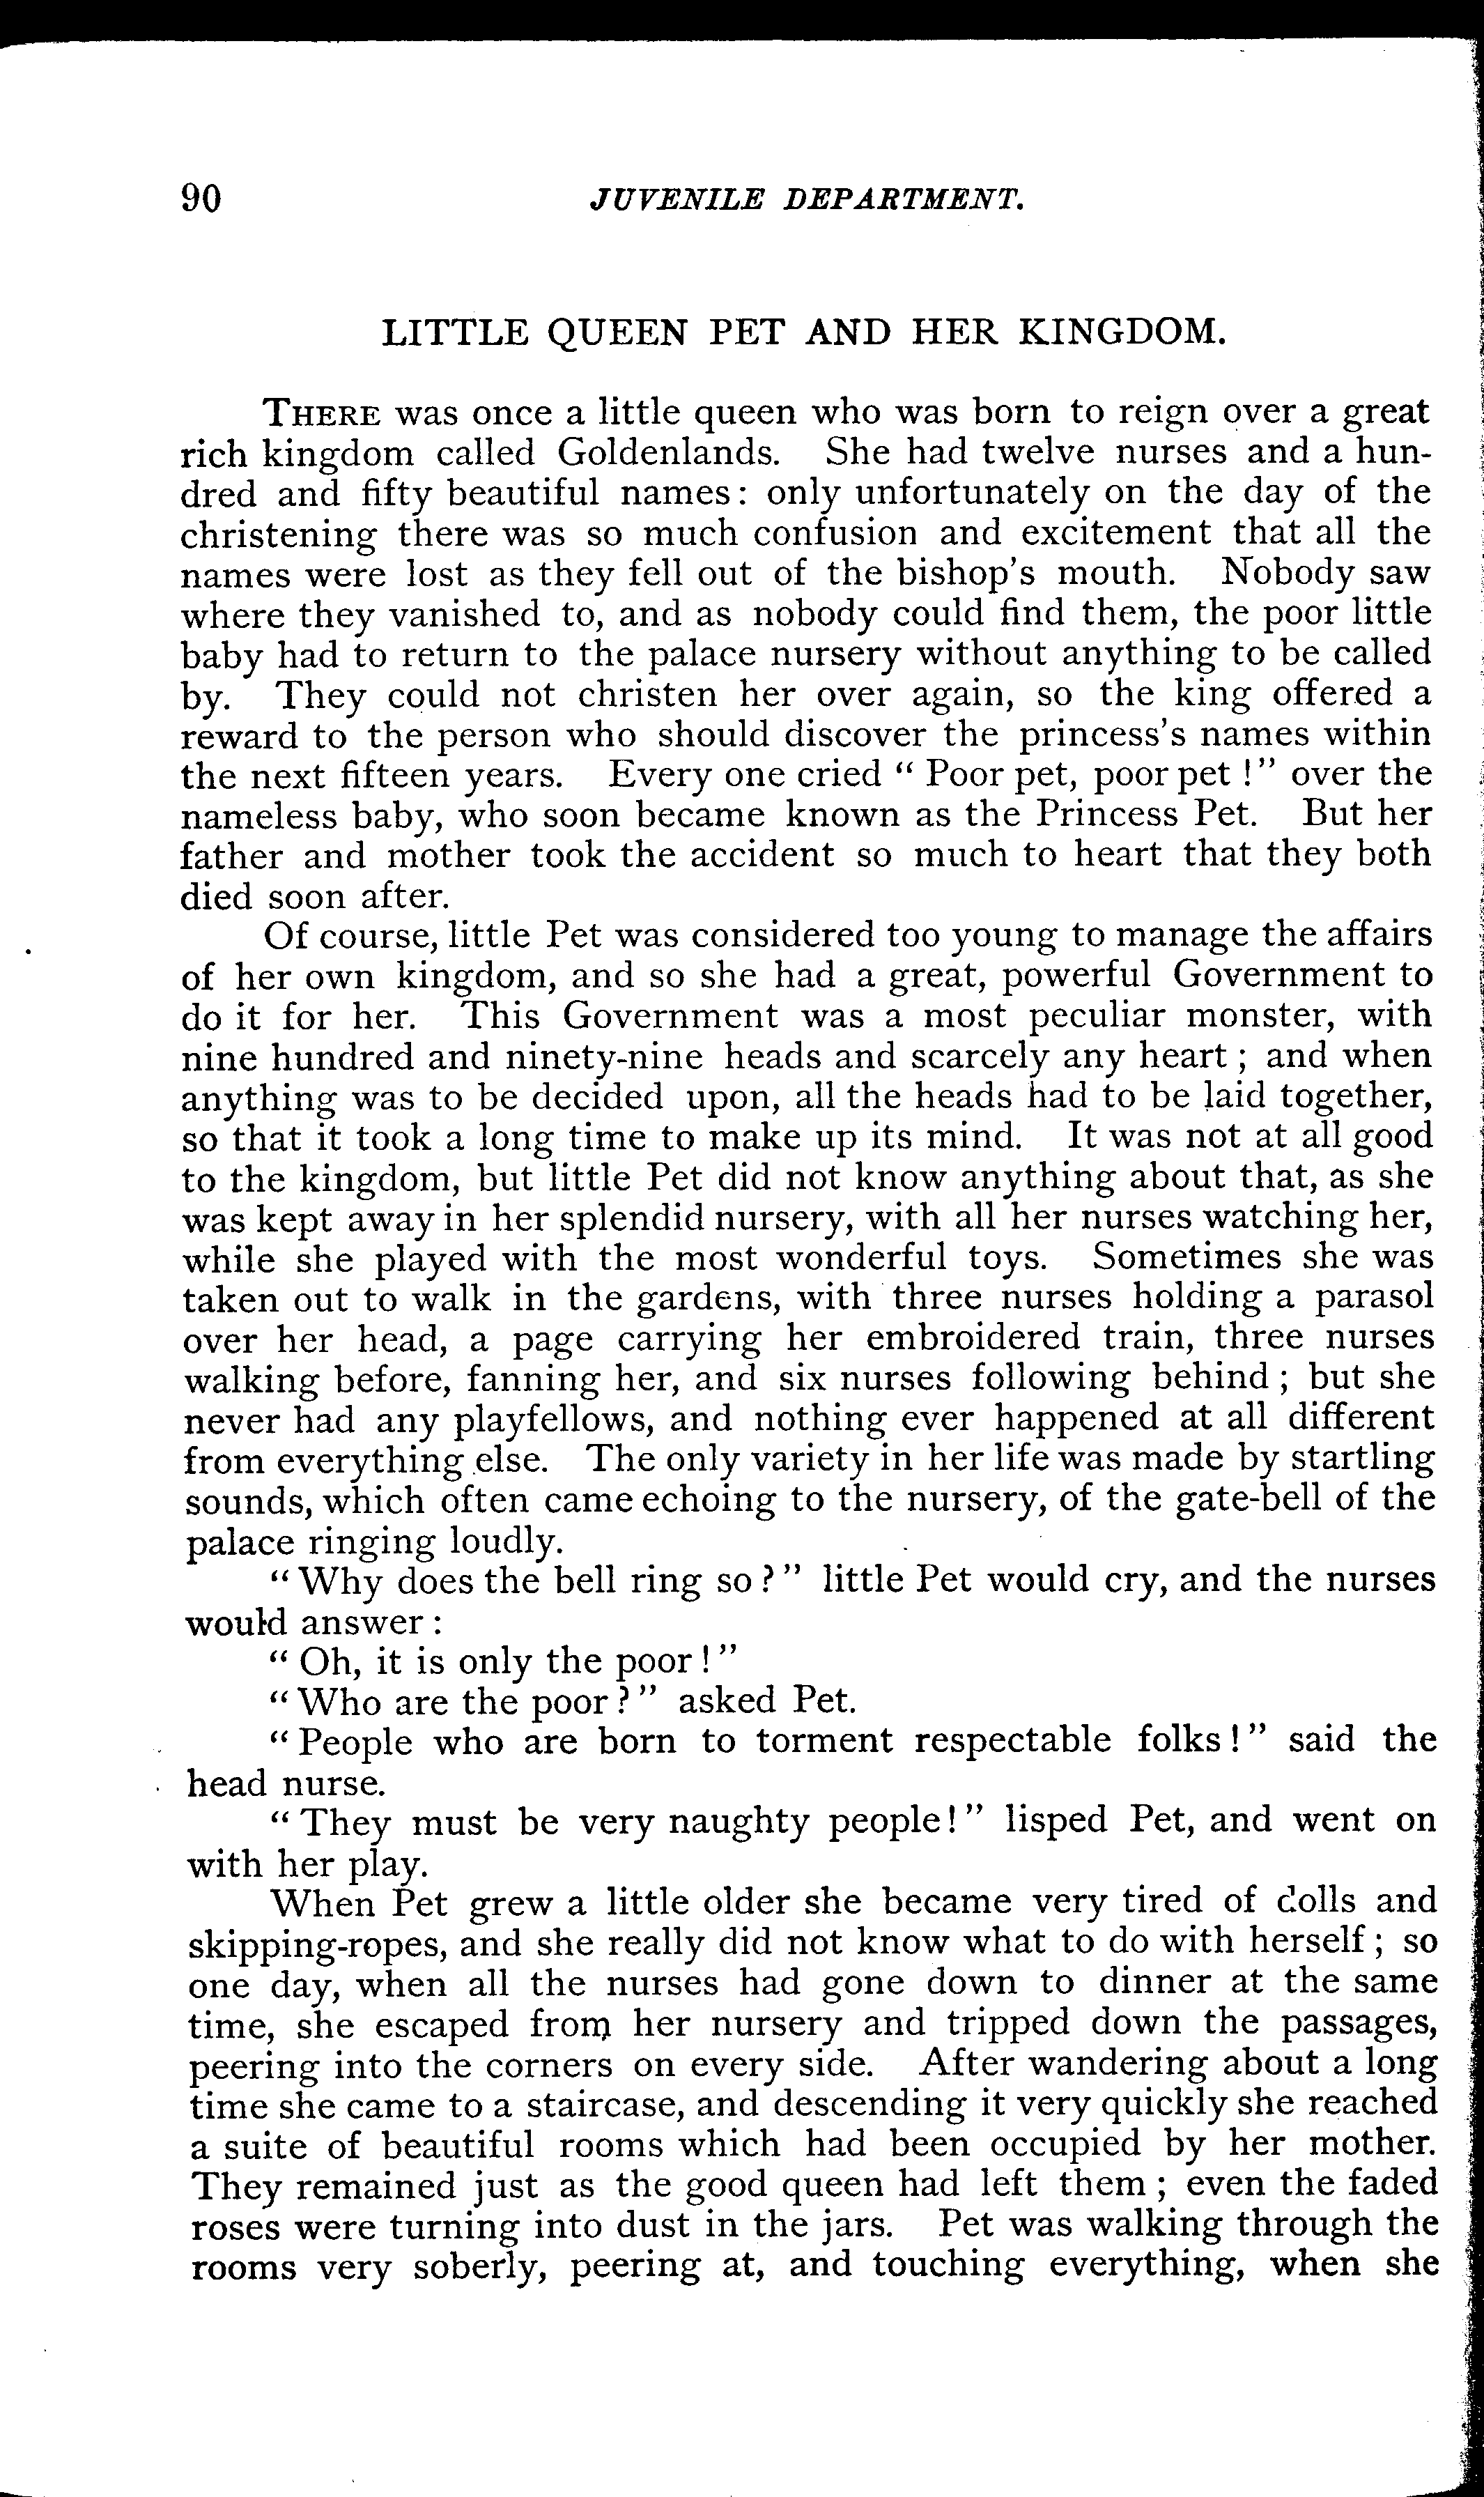 90 JUVENILE DEPARTMENT.
LITTLE QUEEN PET AND HER KINGDOM.
THERE was once a little queen who was born to reign over a great
rich kingdom called Goldenlands. She had twelve nurses and a hun-
dred and fifty beautiful names: only unfortunately on the day of the
christening there was so much confusion and excitement that all the
names were lost as they fell out of the bishop's mouth. Nobody saw
where they vanished to, and as nobody could find them, the poor little
baby had to return to the palace nursery without anything to be called
by. They could not christen her over again, so the king offered a
reward to the person who should discover the princess's names within
the next fifteen years. Every one cried " Poor pet, poor pet !" over the
nameless baby, who soon became known as the Princess Pet. But her
father and mother took the accident so much to heart that they both
died soon after.
Of course, little Pet was considered too young to manage the affairs
of her own kingdom, and so she had a great, powerful Government to
do it for her. This Government was a most peculiar monster, with
nine hundred and ninety-nine heads and scarcely any heart ; and when
anything was to be decided upon, all the heads had to be laid together,
so that it took a long time to make up its mind. It was not at all good
to the kingdom, but little Pet did not know anything about that, as she
was kept away in her splendid nursery, with all her nurses watching her,
while she played with the most wonderful toys. Sometimes she was
taken out to walk in the gardens, with three nurses holding a parasol
over her head, a page carrying her embroidered train, three nurses
walking before, fanning her, and six nurses following behind ; but she
never had any playfellows, and nothing ever happened at all different
from everything else. The only variety in her life was made by startling
sounds, which often came echoing to the nursery, of the gate-bell of the
palace ringing loudly.
" Why does the bell ring so ? " little Pet would cry, and the nurses
would answer :
" Oh, it is only the poor ! "
" Who are the poor ? " asked Pet.
" People who are born to torment respectable folks ! " said the
head nurse.
" They must be very naughty people! " lisped Pet, and went on
with her play.
When Pet grew a little older she became very tired of dolls and
skipping-ropes, and she really did not know what to do with herself ; so
one day, when all the nurses had gone down to dinner at the same
time, she escaped from her nursery and tripped down the passages,
peering into the corners on every side. After wandering about a long
time she came to a staircase, and descending it very quickly she reached
a suite of beautiful rooms which had been occupied by her mother.
They remained just as the good queen had left them ; even the faded
roses were turning into dust in the jars. Pet was walking through the
rooms very soberly, peering at, and touching everything, when she